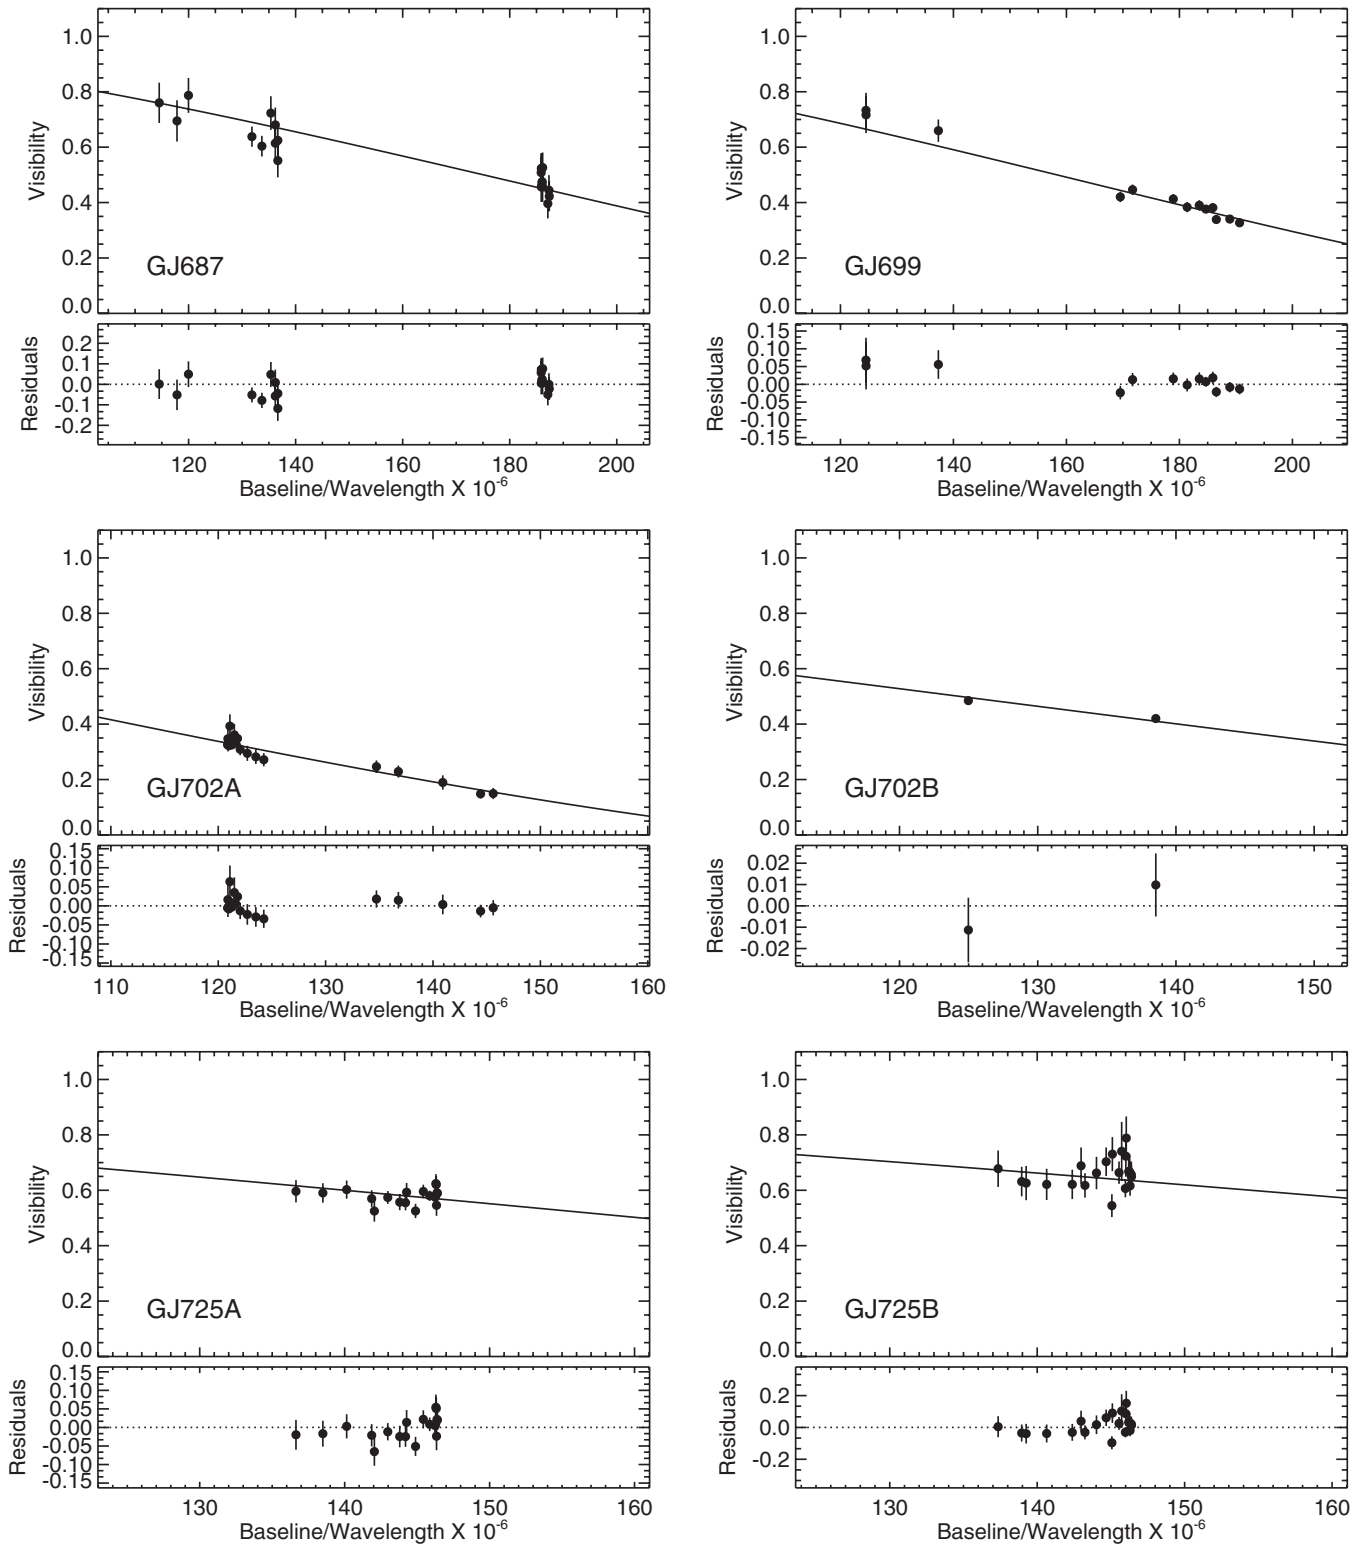 1.0
0.8
0.6
0.4
0.2
0.0
Visibility
GJ687
0.2
0.1
0.0
-0.1
-0.2
Residuals
120 140 160 180 200
Baseline/Wavelength X 10-6
1.0
0.8
0.6
0.4
0.2
0.0
Visibility
GJ699
0.15
0.10
0.05
0.00
-0.05
-0.10
-0.15
Residuals
120 140 160 180 200
Baseline/Wavelength X 10-6
1.0
0.8
0.6
0.4
0.2
0.0
Visibility
GJ702A
0.15
0.10
0.05
0.00
-0.05
-0.10
-0.15
Residuals
110 120 130 140 150 160
Baseline/Wavelength X 10-6
1.0
0.8
0.6
0.4
0.2
0.0
Visibility
GJ702B
0.02
0.01
0.00
-0.01
-0.02
Residuals
120 130 140 150
Baseline/Wavelength X 10-6
1.0
0.8
0.6
0.4
0.2
0.0
Visibility
GJ725A
0.15
0.10
0.05
0.00
-0.05
-0.10
-0.15
Residuals
130 140 150 160
Baseline/Wavelength X 10-6
1.0
0.8
0.6
0.4
0.2
0.0
Visibility
GJ725B
0.2
0.0
-0.2
Residuals
130 140 150 160
Baseline/Wavelength X 10-6